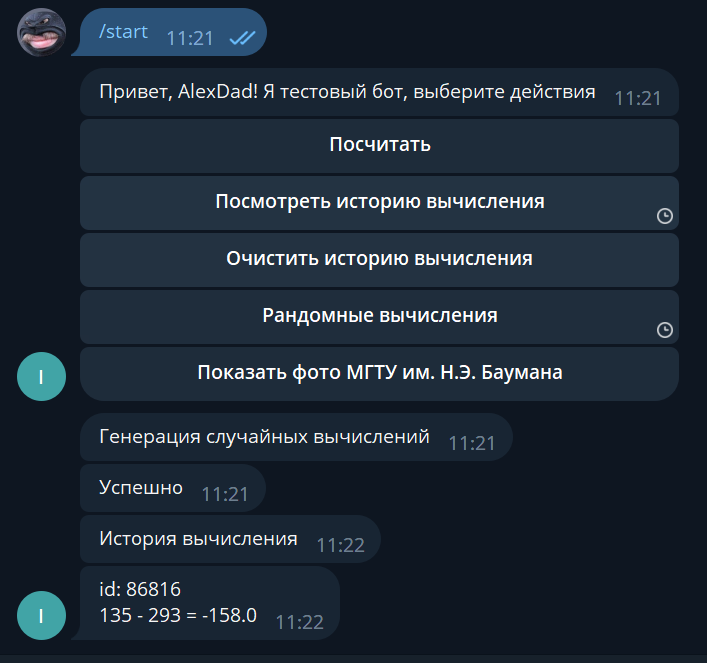 /start 11:21
Привет, AlexDad! Я тестовый бот, выберите действия 11:21
Посчитать
Посмотреть историю вычисления
Очистить историю вычисления
Рандомные вычисления
Показать фото МГТУ им. Н.Э. Баумана
I
Генерация случайных вычислений 11:21
Успешно 11:21
История вычисления 11:22
id: 86816
135 - 293 = -158.0 11:22
I